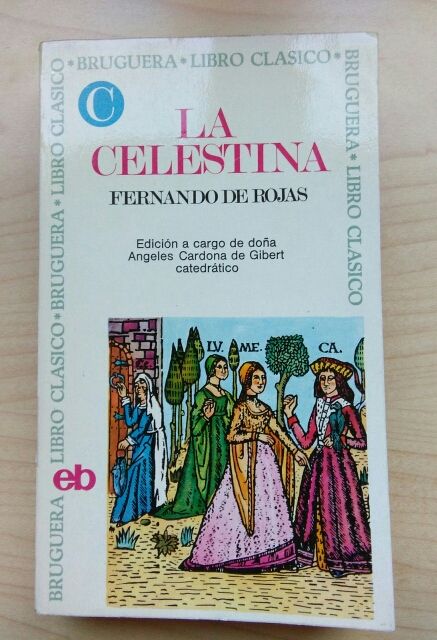 BRUGUERA * LIBRO CLASICO *
BRUGUERA * LIBRO CLASICO
BRUGUERA * LIBRO CLASICO * BRUGUERA * LIBRO CLASICO *
C
LA
CELESTINA
FERNANDO DE ROJAS
Edición a cargo de doña
Angeles Cardona de Gibert
catedrático
LV. ME. CA.
eb